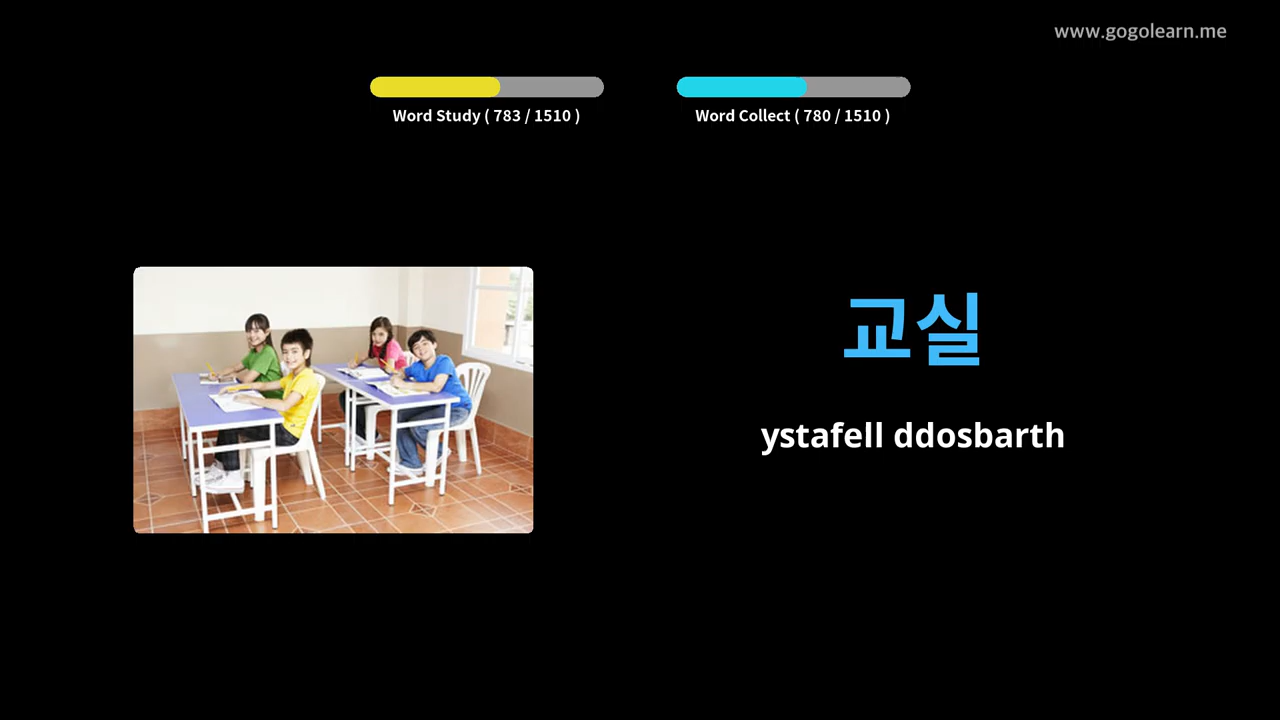 www.gogolearn.me
Word Study ( 783 / 1510 )
Word Collect ( 780 / 1510 )
교실
ystafell ddosbarth